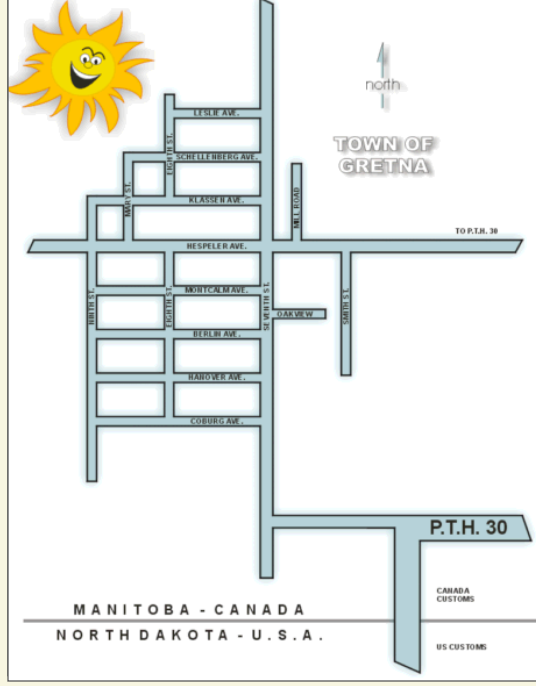 north
TOWN OF
GRETNA
LESLIE AVE.
EIGHTH ST.
SCHELLENBERG AVE.
MARY ST.
KLASSEN AVE.
MILL ROAD
TO P.T.H. 30
HESPELER AVE.
MONTCALM AVE.
NINTH ST.
EIGHTH ST.
SEVENTH ST.
OAKVIEW
SMITH ST.
BERLIN AVE.
HANOVER AVE.
COBURG AVE.
P.T.H. 30
CANADA
CUSTOMS
MANITOBA - CANADA
NORTH DAKOTA - U.S.A.
US CUSTOMS